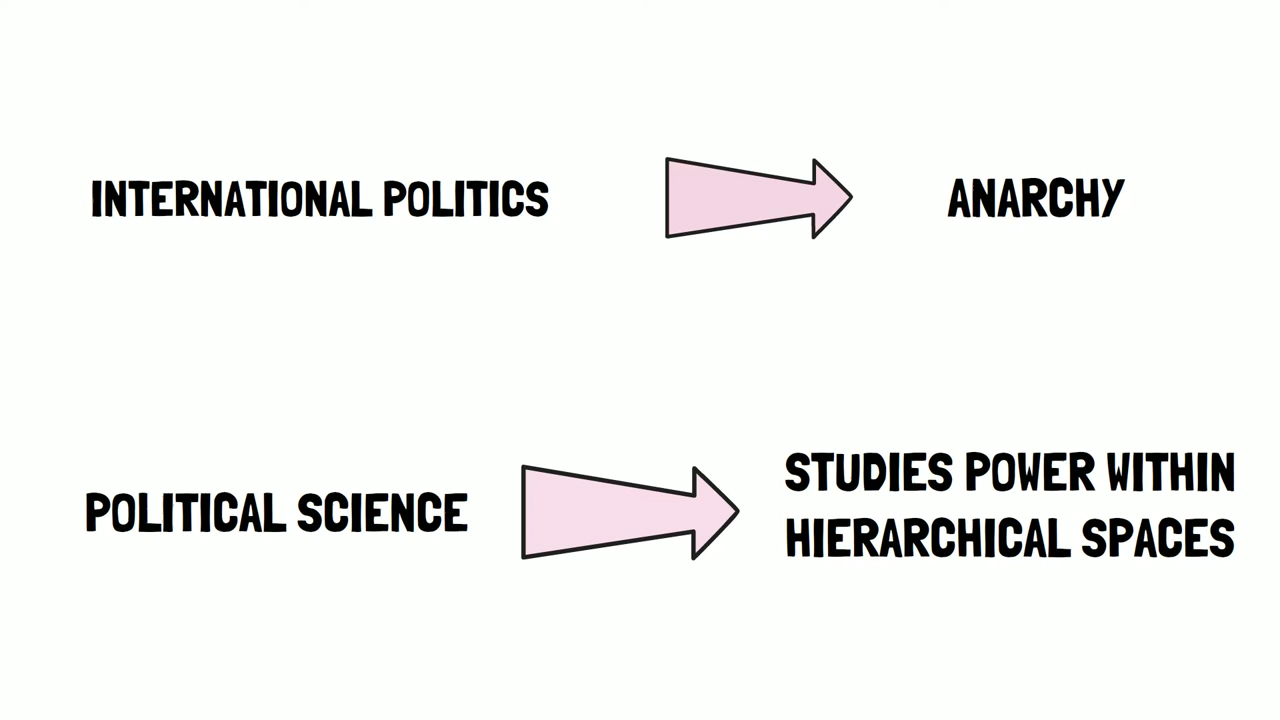 INTERNATIONAL POLITICS
ANARCHY
POLITICAL SCIENCE
STUDIES POWER WITHIN
HIERARCHICAL SPACES